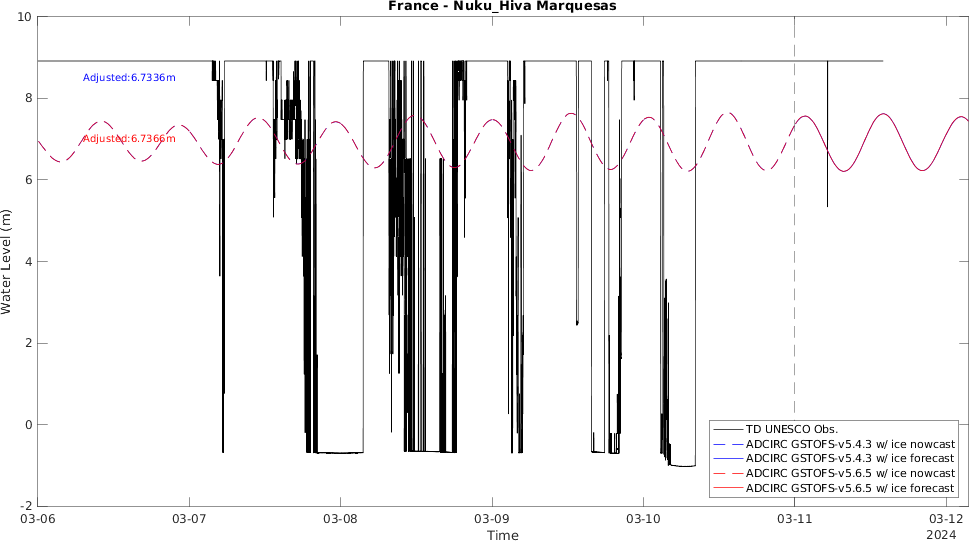 France - Nuku_Hiva Marquesas
10
8
6
4
2
0
-2
Water Level (m)
Adjusted:6.7336m
Adjusted:6.7366m
TD UNESCO Obs.
ADCIRC GSTOFS-v5.4.3 w/ ice nowcast
ADCIRC GSTOFS-v5.4.3 w/ ice forecast
ADCIRC GSTOFS-v5.6.5 w/ ice nowcast
ADCIRC GSTOFS-v5.6.5 w/ ice forecast
03-06 03-07 03-08 03-09 03-10 03-11 03-12
Time
2024